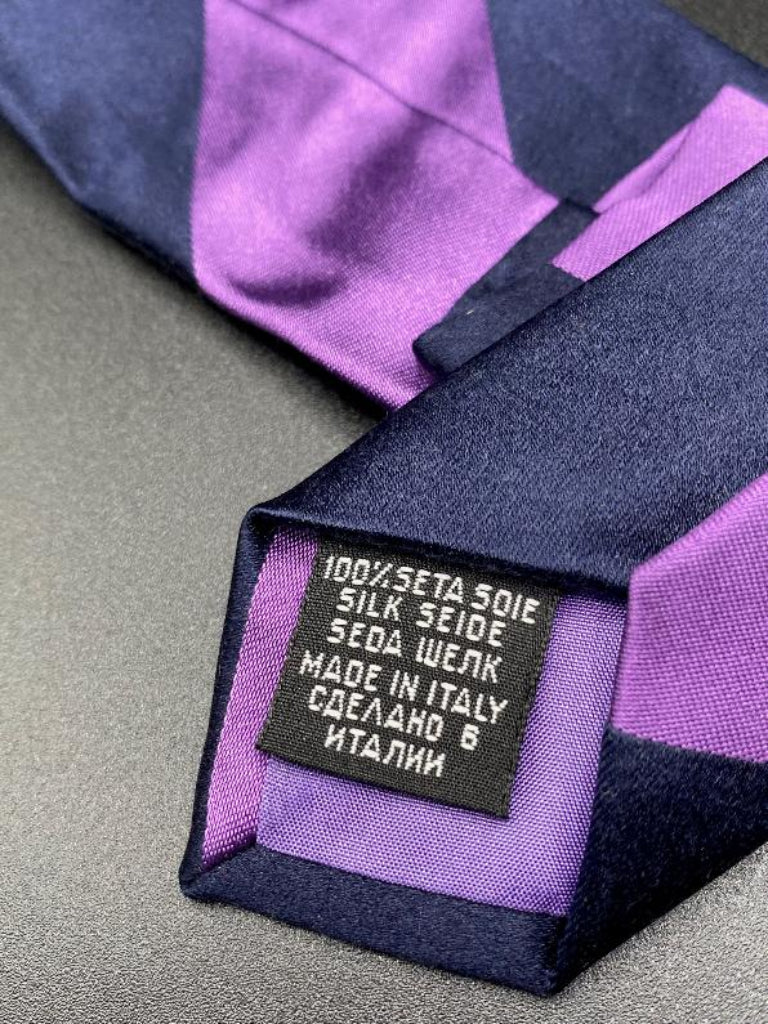 100% SETA SOIE
SILK SEIDE
SEDA ШЕЛК
MADE IN ITALY
СДЕЛАНО В
ИТАЛИИ